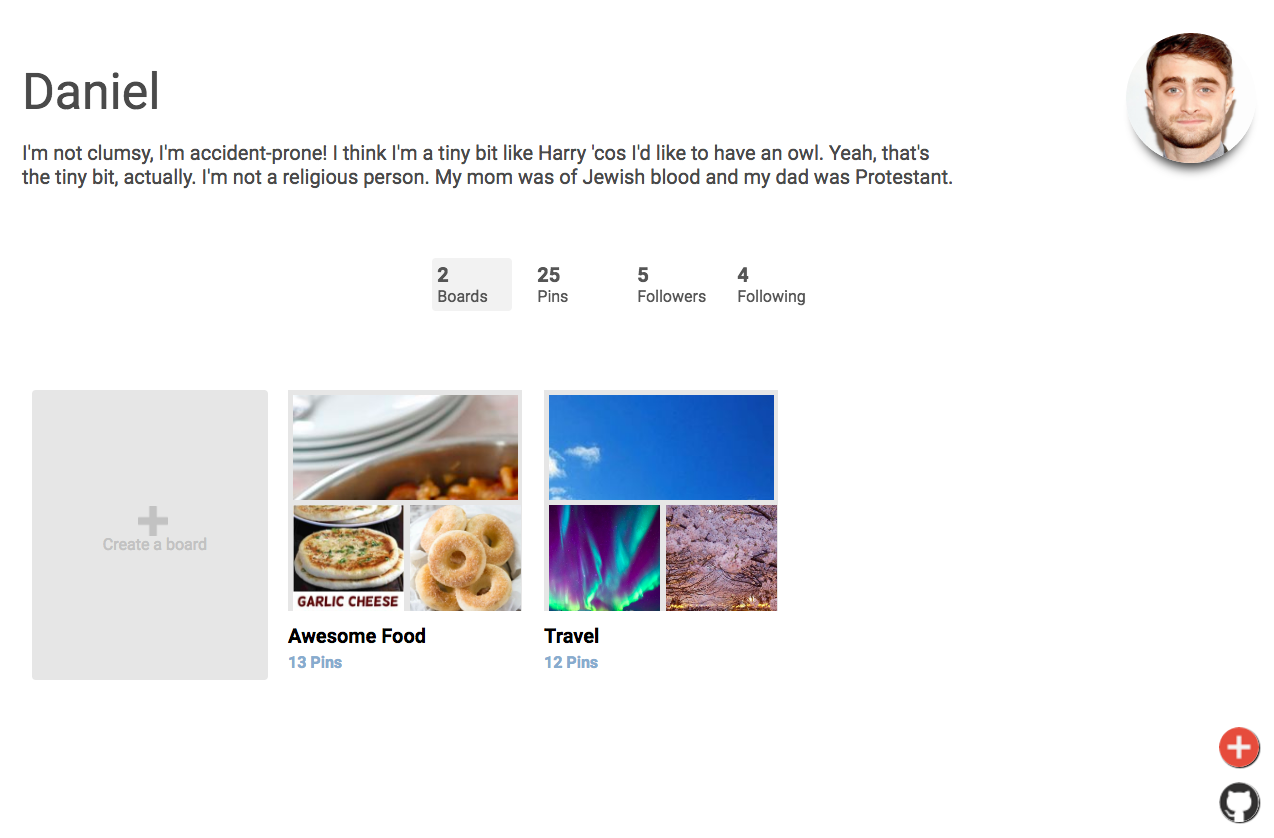 Daniel
I'm not clumsy, I'm accident-prone! I think I'm a tiny bit like Harry 'cos I'd like to have an owl. Yeah, that's
the tiny bit, actually. I'm not a religious person. My mom was of Jewish blood and my dad was Protestant.
2
Boards
25
Pins
5
Followers
4
Following
Create a board
GARLIC CHEESE
Awesome Food
13 Pins
Travel
12 Pins